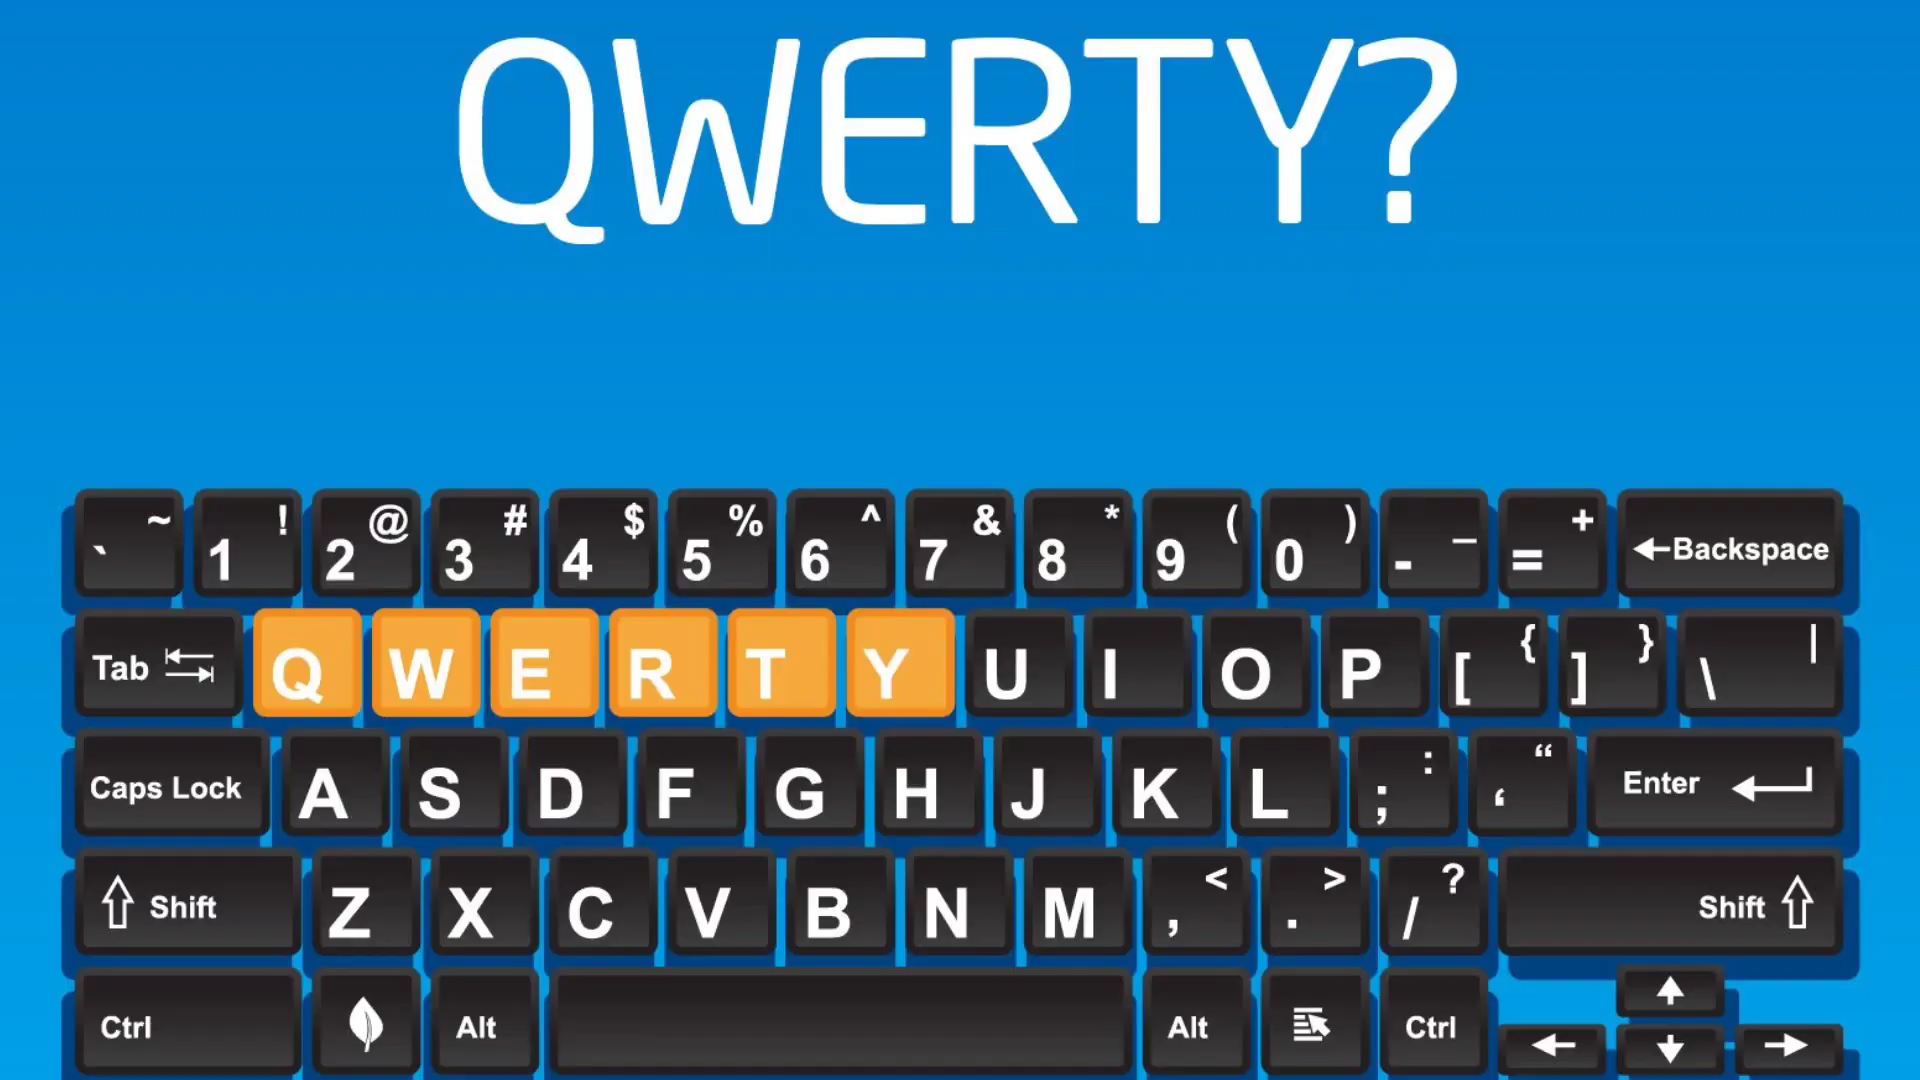 QWERTY?
~ ! @ # $ % ^ & * ( ) _ +
` 1 2 3 4 5 6 7 8 9 0 - = Backspace
Tab Q W E R T Y U I O P [ { ] } \ |
Caps Lock A S D F G H J K L ; : ‘ “ Enter
Shift Z X C V B N M , < . > / ? Shift
Ctrl Alt Alt Ctrl